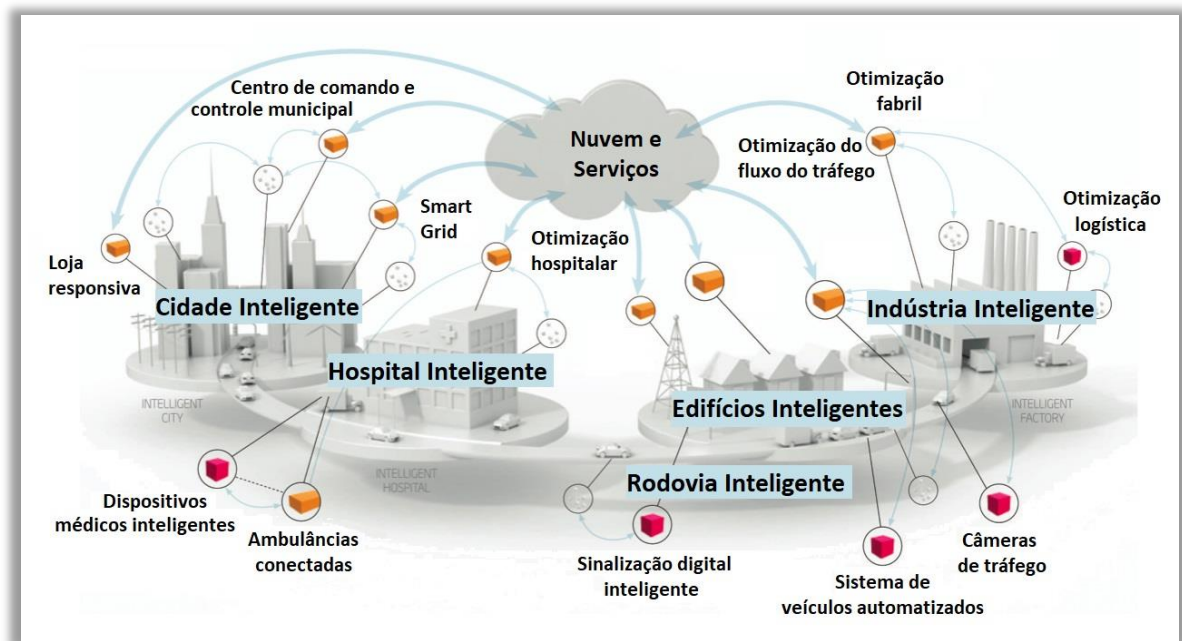 Centro de comando e
controle municipal
Nuvem e
Serviços
Otimização
fabril
Otimização do
fluxo do tráfego
Otimização
logística
Smart
Grid
Otimização
hospitalar
Loja
responsiva
Cidade Inteligente
Indústria Inteligente
Hospital Inteligente
Edifícios Inteligentes
INTELLIGENT
CITY
INTELLIGENT
FACTORY
INTELLIGENT
HOSPITAL
Rodovia Inteligente
Dispositivos
médicos inteligentes
Ambulâncias
conectadas
Sinalização digital
inteligente
Sistema de
veículos automatizados
Câmeras
de tráfego